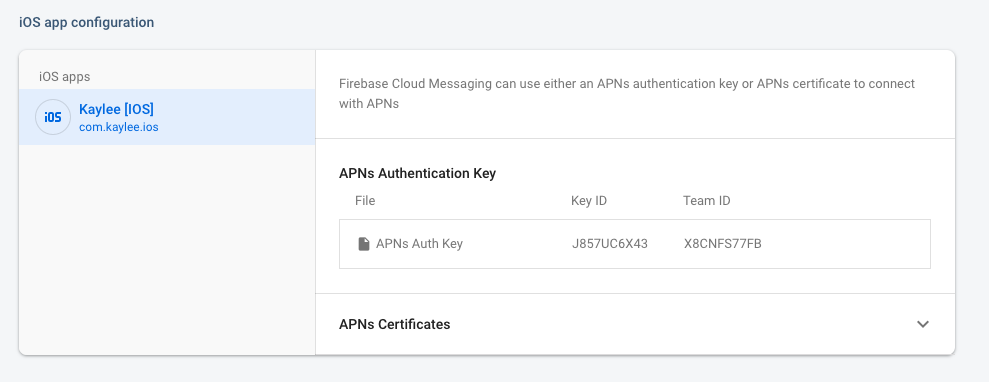 iOS app configuration
iOS apps
iOS
Kaylee [IOS]
com.kaylee.ios
Firebase Cloud Messaging can use either an APNs authentication key or APNs certificate to connect
with APNs
APNs Authentication Key
File Key ID Team ID
APNs Auth Key J857UC6X43 X8CNFS77FB
APNs Certificates